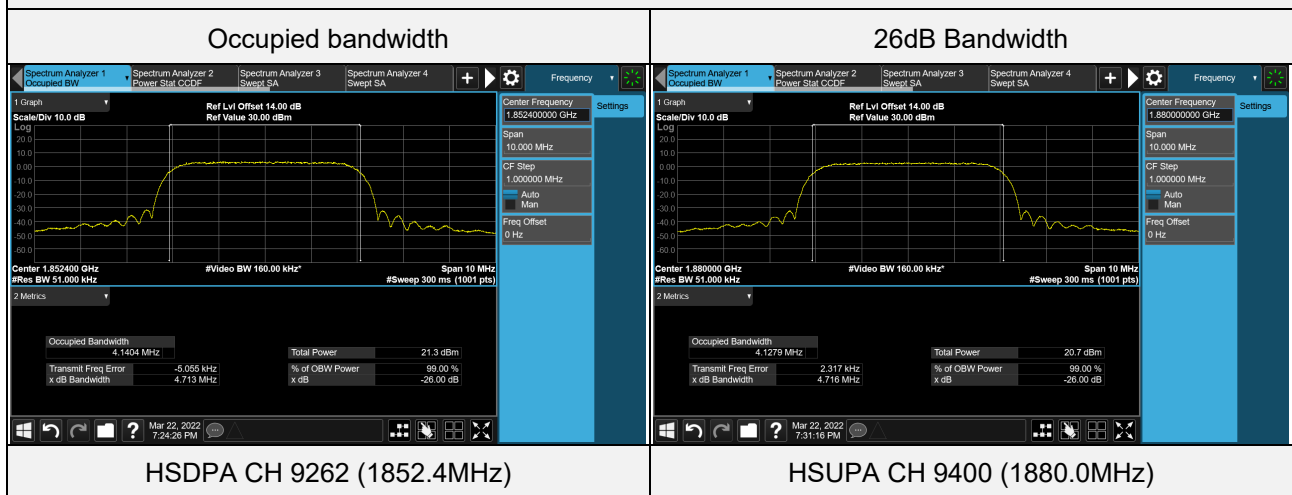 Occupied bandwidth
26dB Bandwidth
Spectrum Analyzer 1
Occupied BW
Spectrum Analyzer 2
Power Stat CCDF
Spectrum Analyzer 3
Swept SA
Spectrum Analyzer 4
Swept SA
+
Frequency
1 Graph
Scale/Div 10.0 dB
Ref Lvl Offset 14.00 dB
Ref Value 30.00 dBm
Log
20.0
10.0
0.00
-10.0
-20.0
-30.0
-40.0
-50.0
-60.0
Center 1.852400 GHz
#Video BW 160.00 kHz*
Span 10 MHz
#Res BW 51.000 kHz
#Sweep 300 ms (1001 pts)
Center Frequency
1.852400000 GHz
Settings
Span
10.000 MHz
CF Step
1.000000 MHz
Auto
Man
Freq Offset
0 Hz
2 Metrics
Occupied Bandwidth
4.1404 MHz
Total Power 21.3 dBm
Transmit Freq Error -5.055 kHz
% of OBW Power 99.00 %
x dB Bandwidth 4.713 MHz
x dB -26.00 dB
?
Mar 22, 2022
7:24:26 PM
Spectrum Analyzer 1
Occupied BW
Spectrum Analyzer 2
Power Stat CCDF
Spectrum Analyzer 3
Swept SA
Spectrum Analyzer 4
Swept SA
+
Frequency
1 Graph
Scale/Div 10.0 dB
Ref Lvl Offset 14.00 dB
Ref Value 30.00 dBm
Log
20.0
10.0
0.00
-10.0
-20.0
-30.0
-40.0
-50.0
-60.0
Center 1.880000 GHz
#Video BW 160.00 kHz*
Span 10 MHz
#Res BW 51.000 kHz
#Sweep 300 ms (1001 pts)
Center Frequency
1.880000000 GHz
Settings
Span
10.000 MHz
CF Step
1.000000 MHz
Auto
Man
Freq Offset
0 Hz
2 Metrics
Occupied Bandwidth
4.1279 MHz
Total Power 20.7 dBm
Transmit Freq Error 2.317 kHz
% of OBW Power 99.00 %
x dB Bandwidth 4.716 MHz
x dB -26.00 dB
?
Mar 22, 2022
7:31:16 PM
HSDPA CH 9262 (1852.4MHz)
HSUPA CH 9400 (1880.0MHz)